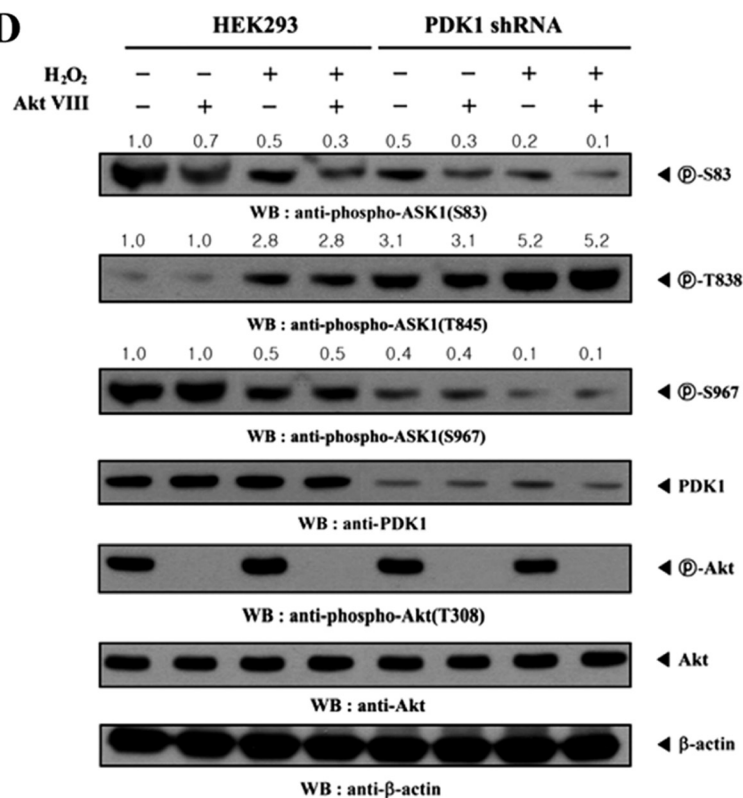 D
HEK293 PDK1 shRNA
H₂O₂ – – + + – – + +
Akt VIII – + – + – + – +
1.0 0.7 0.5 0.3 0.5 0.3 0.2 0.1
◄ ⓟ-S83
WB : anti-phospho-ASK1(S83)
1.0 1.0 2.8 2.8 3.1 3.1 5.2 5.2
◄ ⓟ-T838
WB : anti-phospho-ASK1(T845)
1.0 1.0 0.5 0.5 0.4 0.4 0.1 0.1
◄ ⓟ-S967
WB : anti-phospho-ASK1(S967)
◄ PDK1
WB : anti-PDK1
◄ ⓟ-Akt
WB : anti-phospho-Akt(T308)
◄ Akt
WB : anti-Akt
◄ β-actin
WB : anti-β-actin